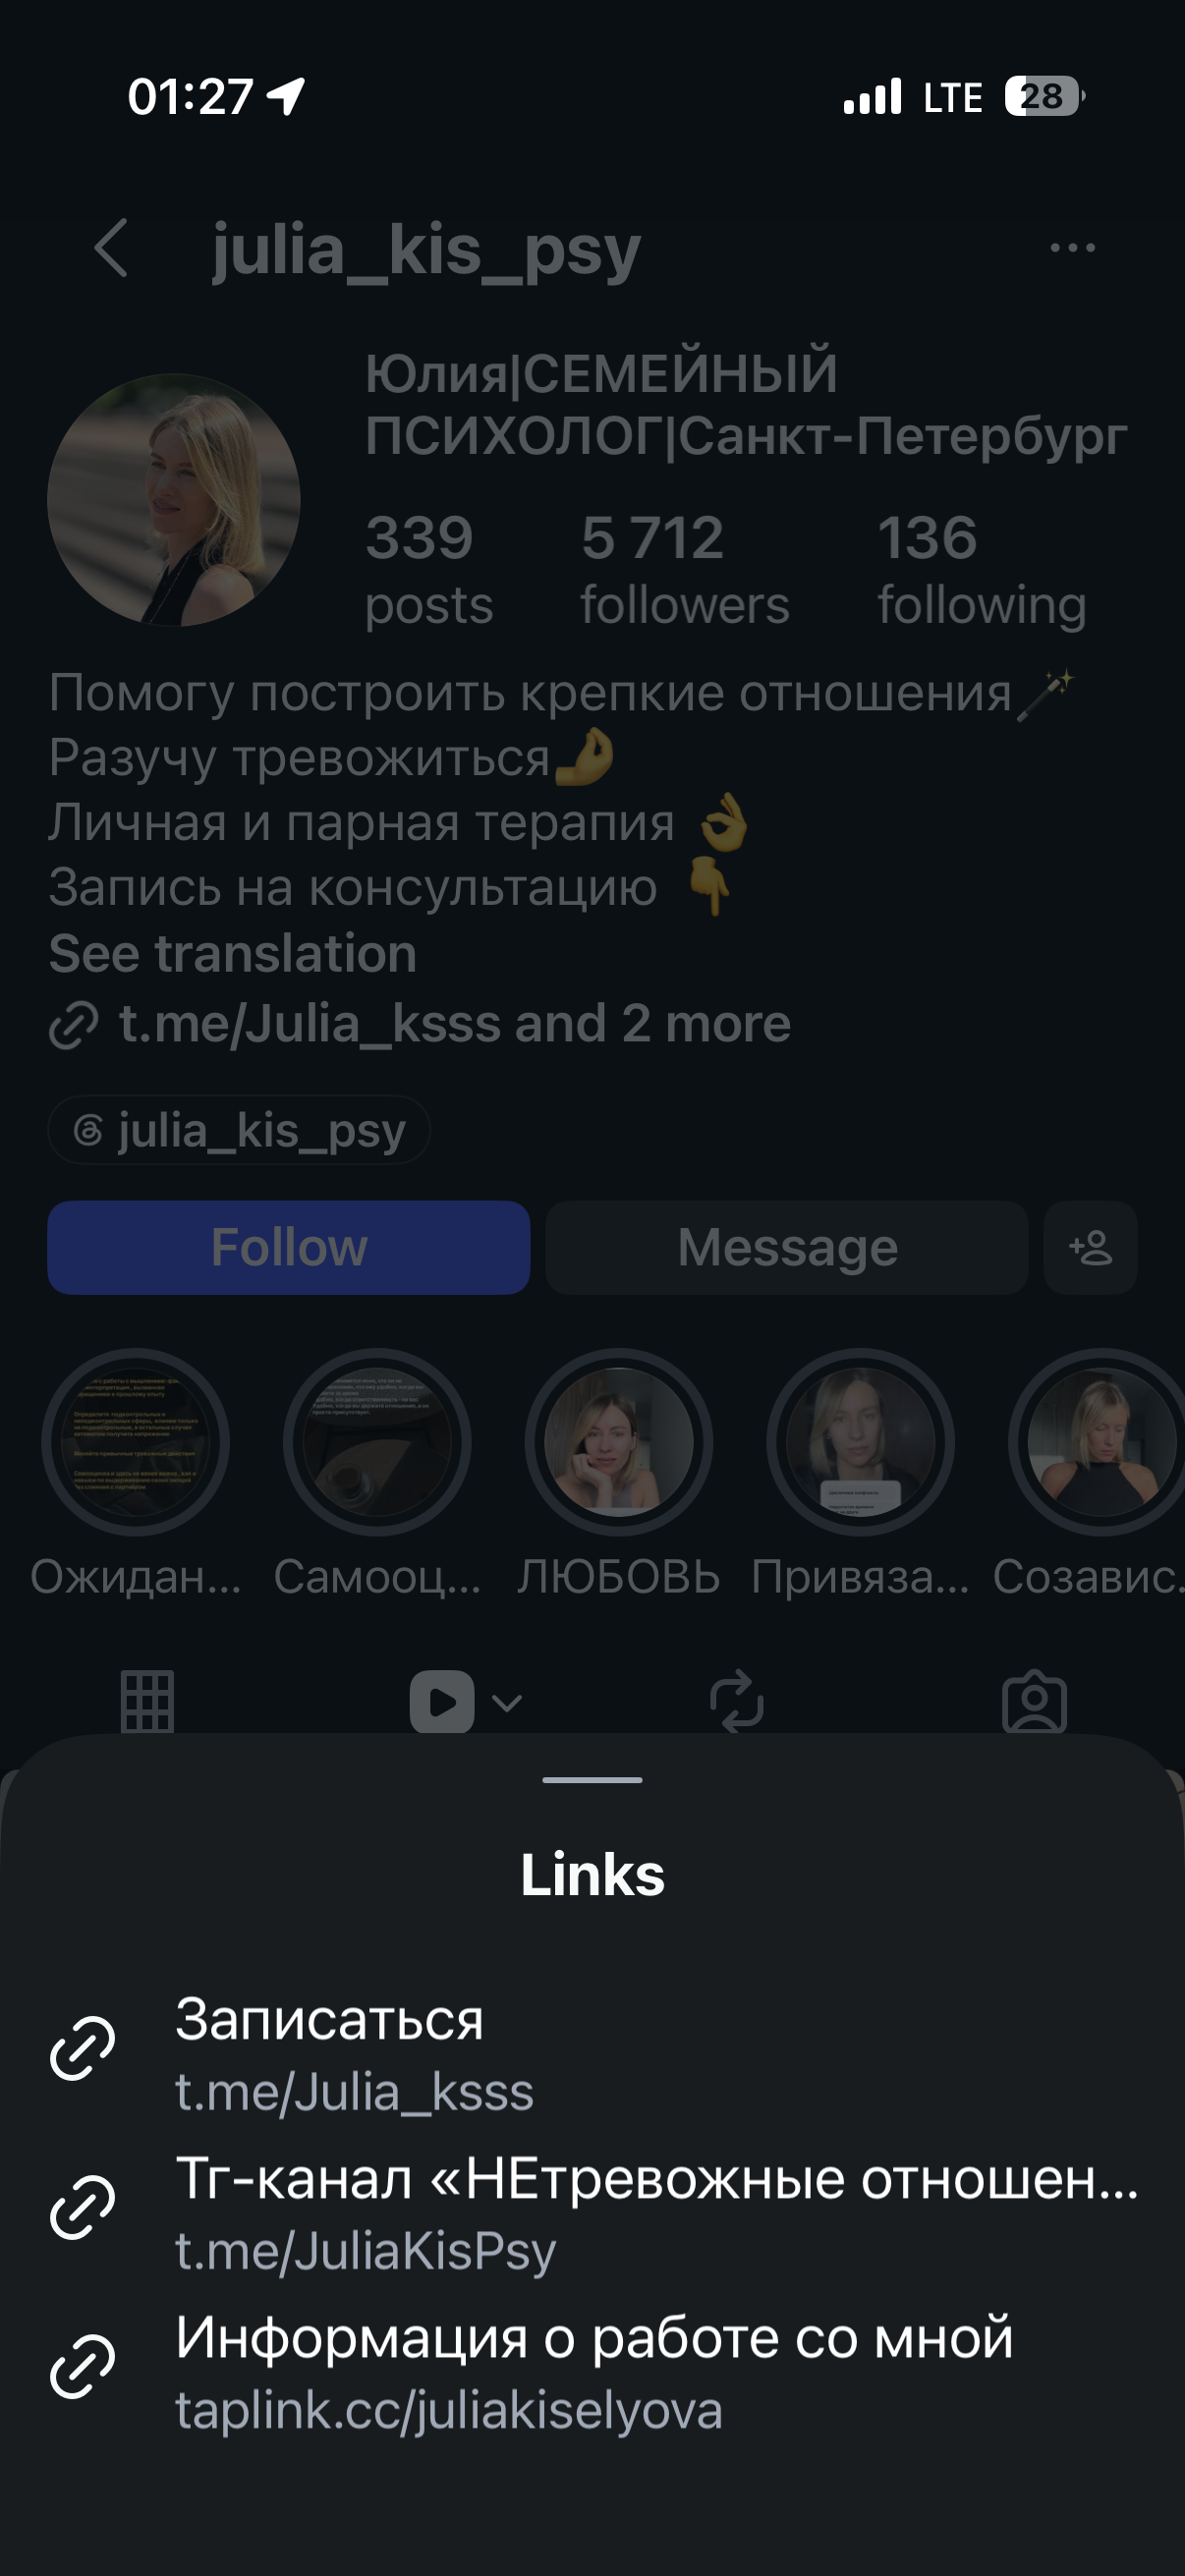 01:27
LTE 28
julia_kis_psy
Юлия|СЕМЕЙНЫЙ
ПСИХОЛОГ|Санкт-Петербург
339 5 712 136
posts followers following
Помогу построить крепкие отношения🪄
Разучу тревожиться🤌
Личная и парная терапия 👌
Запись на консультацию 👇
See translation
t.me/Julia_ksss and 2 more
julia_kis_psy
Follow Message
Ожидан... Самооц... ЛЮБОВЬ Привяза... Созавис.
Links
Записаться
t.me/Julia_ksss
Тг-канал «НЕтревожные отношен...
t.me/JuliaKisPsy
Информация о работе со мной
taplink.cc/juliakiselyova